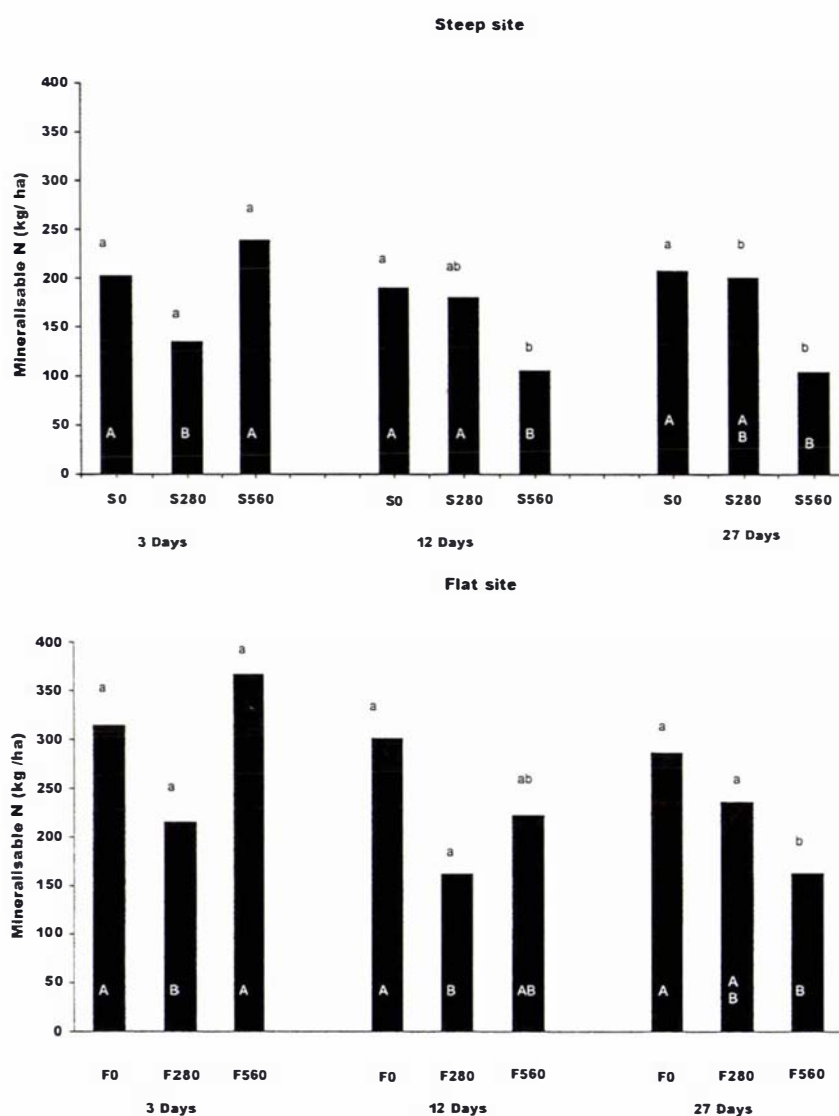 Steep site
Mineralisable N (kg/ ha)
400
350
300
250
200
150
100
50
0
a
a
a
a
ab
b
a
b
b
A
B
A
A
A
B
A
A
B
B
S0 S280 S560 S0 S280 S560 S0 S280 S560
3 Days 12 Days 27 Days
Flat site
Mineralisable N (kg /ha)
400
350
300
250
200
150
100
50
0
a
a
a
a
a
ab
a
a
b
A
B
A
A
B
AB
A
A
B
B
F0 F280 F560 F0 F280 F560 F0 F280 F560
3 Days 12 Days 27 Days